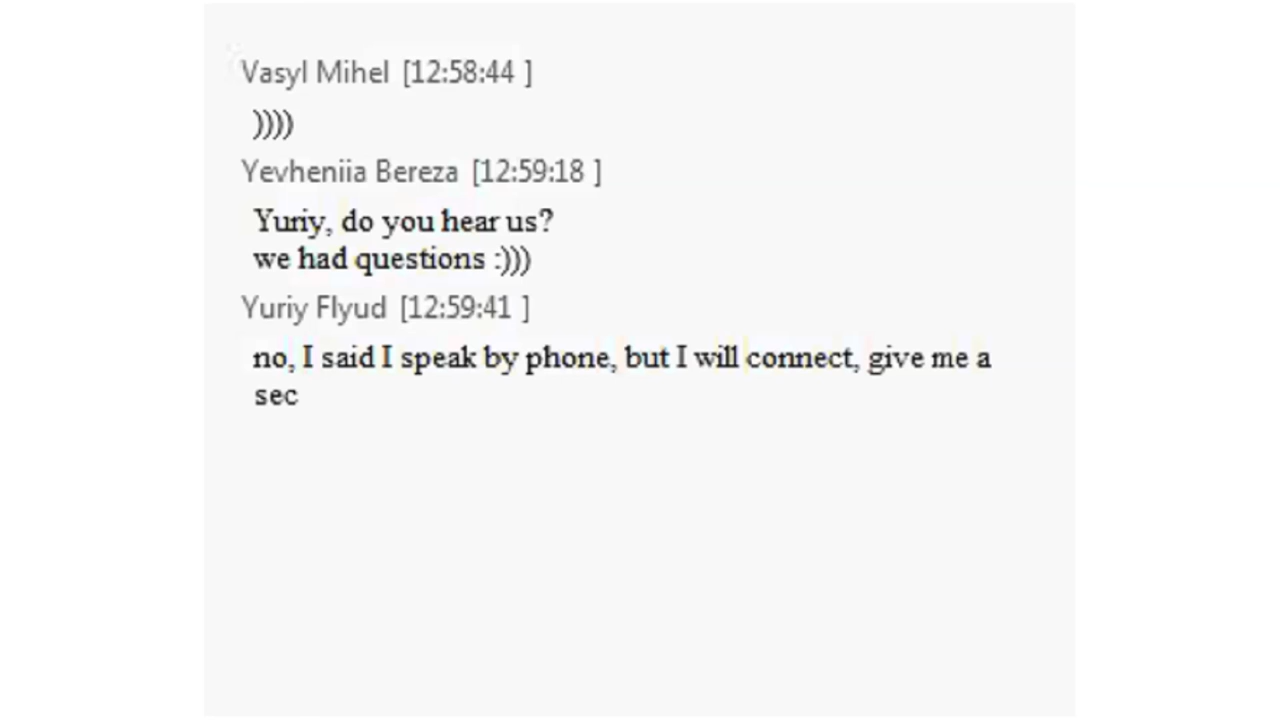 Vasyl Mihel [12:58:44 ]
))))
Yevheniia Bereza [12:59:18 ]
Yuriy, do you hear us?
we had questions :)))
Yuriy Flyud [12:59:41 ]
no, I said I speak by phone, but I will connect, give me a
sec